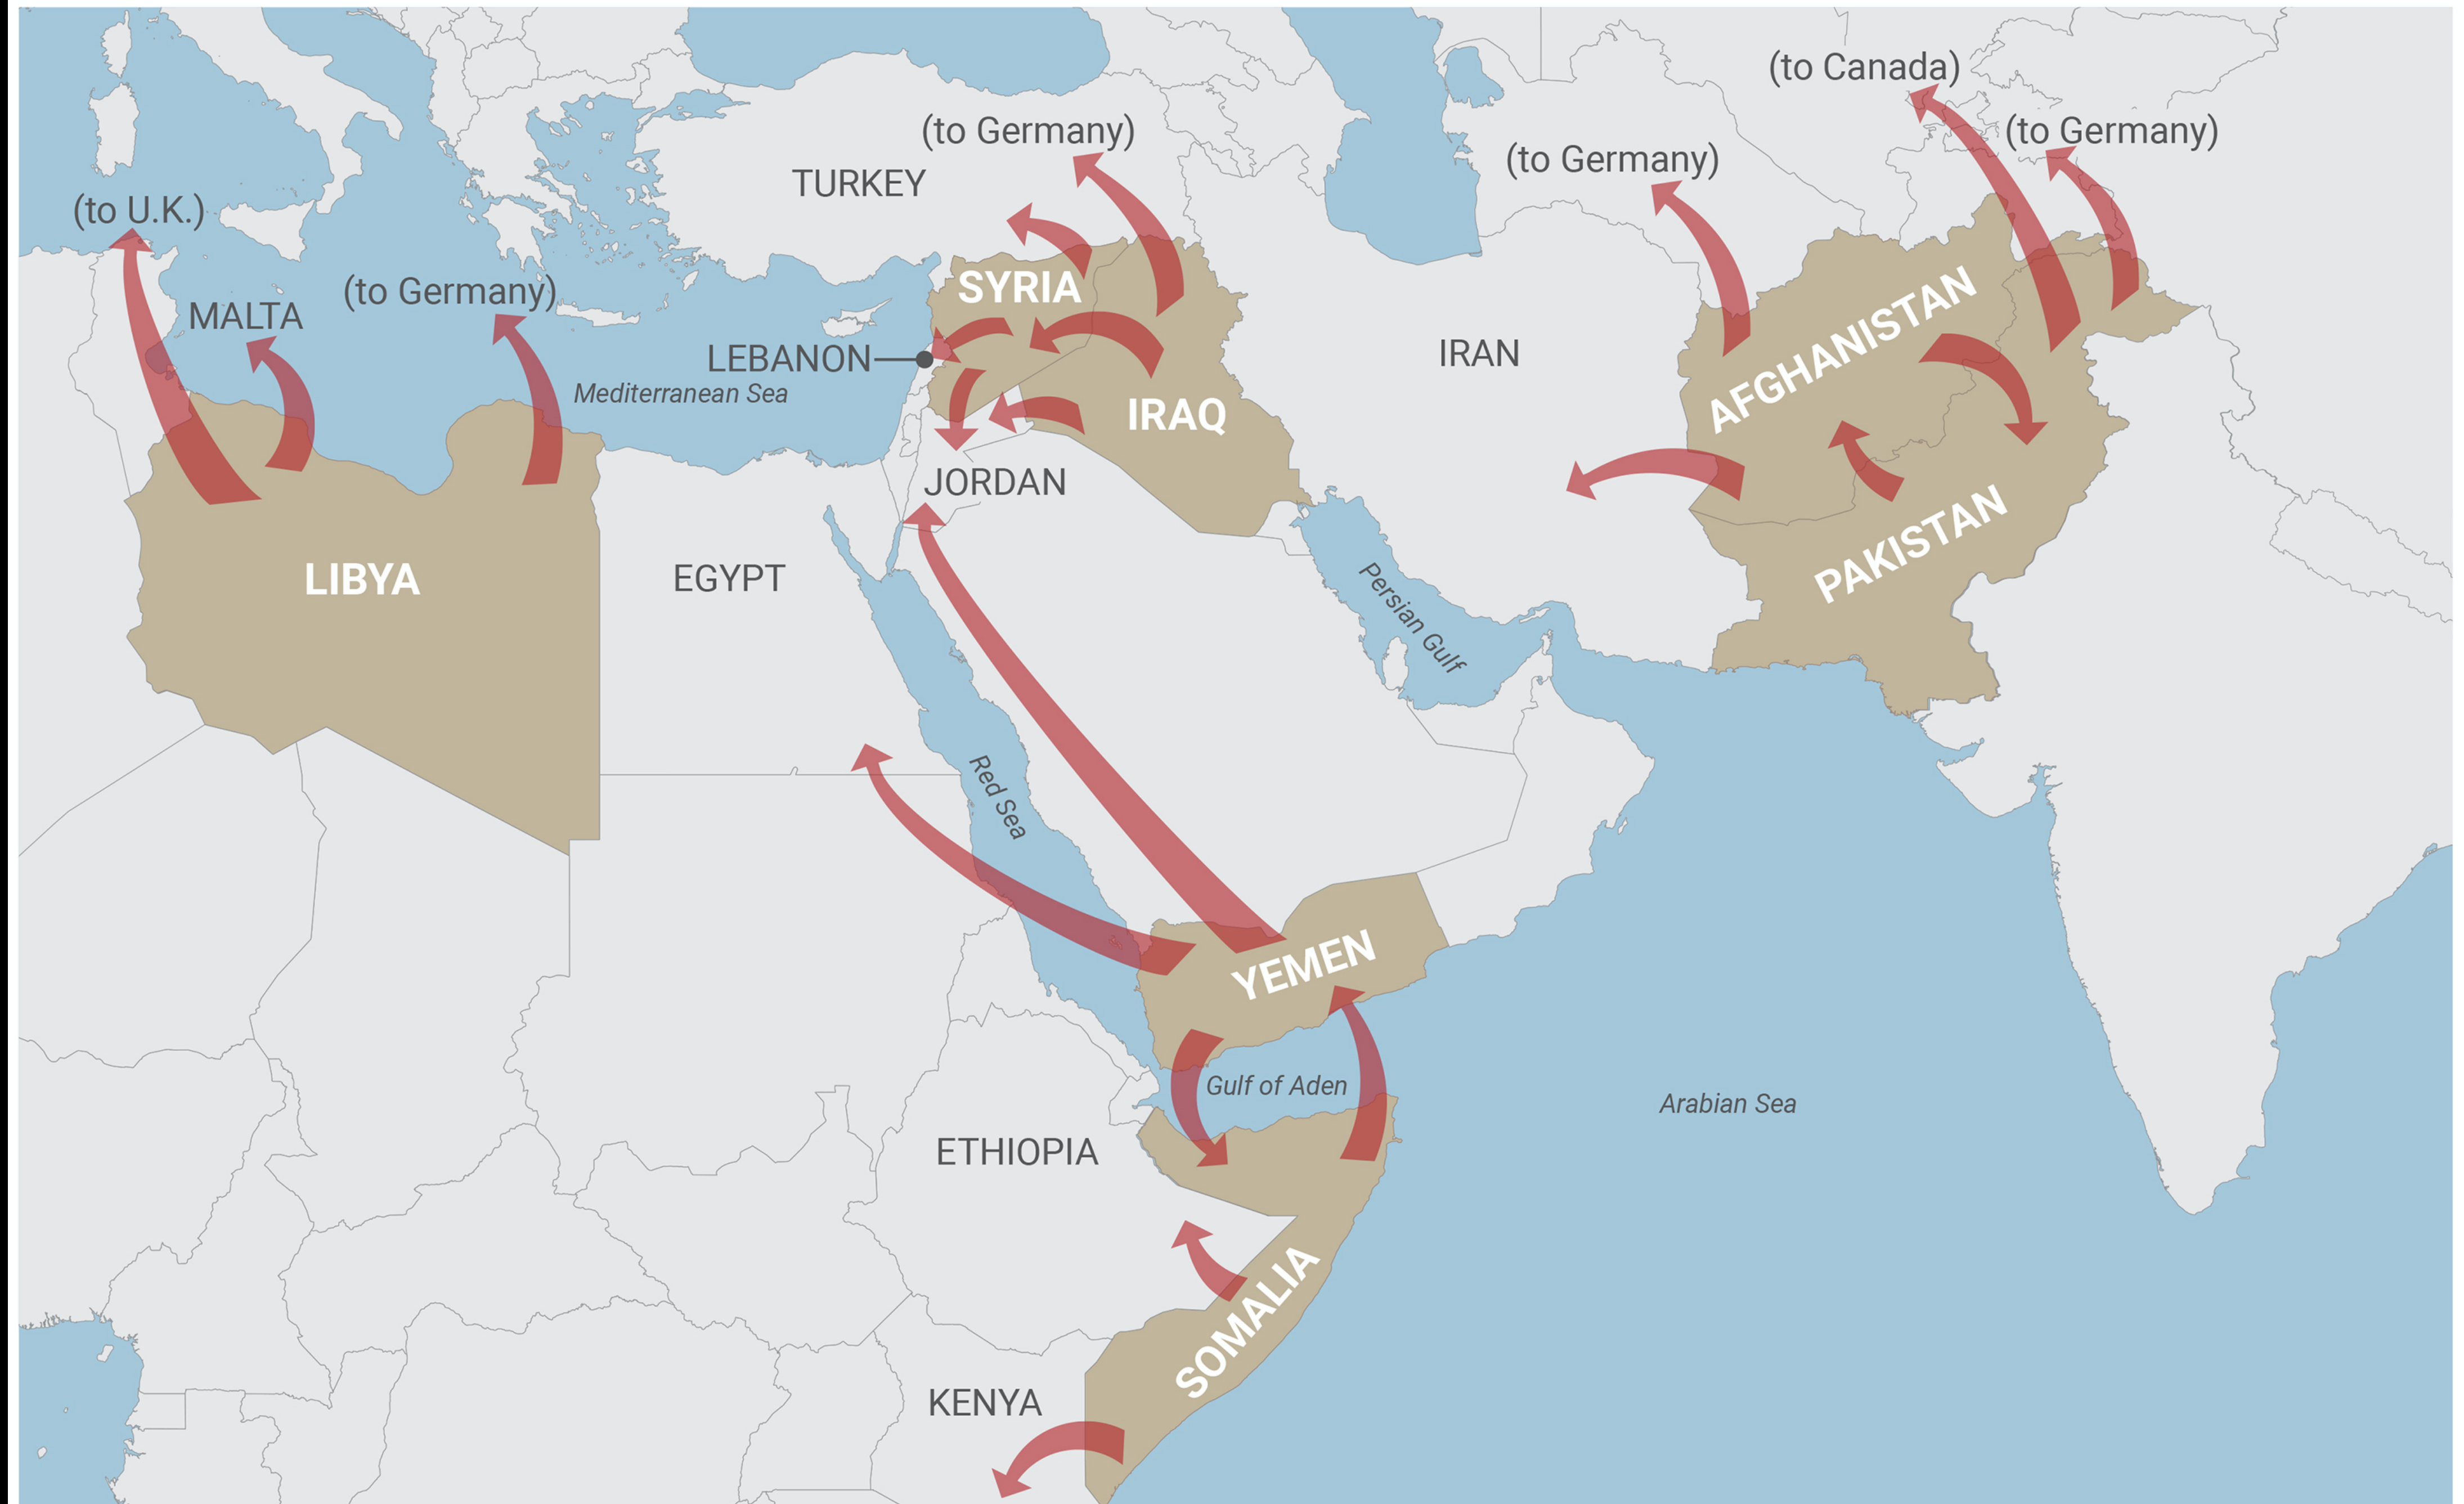 (to Canada)
(to Germany)
(to Germany)
(to Germany)
TURKEY
(to U.K.)
SYRIA
(to Germany)
MALTA
AFGHANISTAN
LEBANON
IRAN
Mediterranean Sea
IRAQ
JORDAN
PAKISTAN
LIBYA
EGYPT
Persian Gulf
Red Sea
YEMEN
Gulf of Aden
Arabian Sea
ETHIOPIA
SOMALIA
KENYA